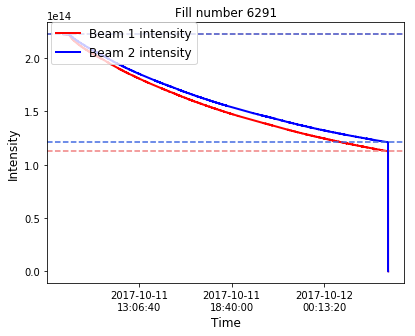 Fill number 6291
1e14
Beam 1 intensity
Beam 2 intensity
2.0
1.5
1.0
0.5
0.0
Intensity
2017-10-11
13:06:40
2017-10-11
18:40:00
2017-10-12
00:13:20
Time